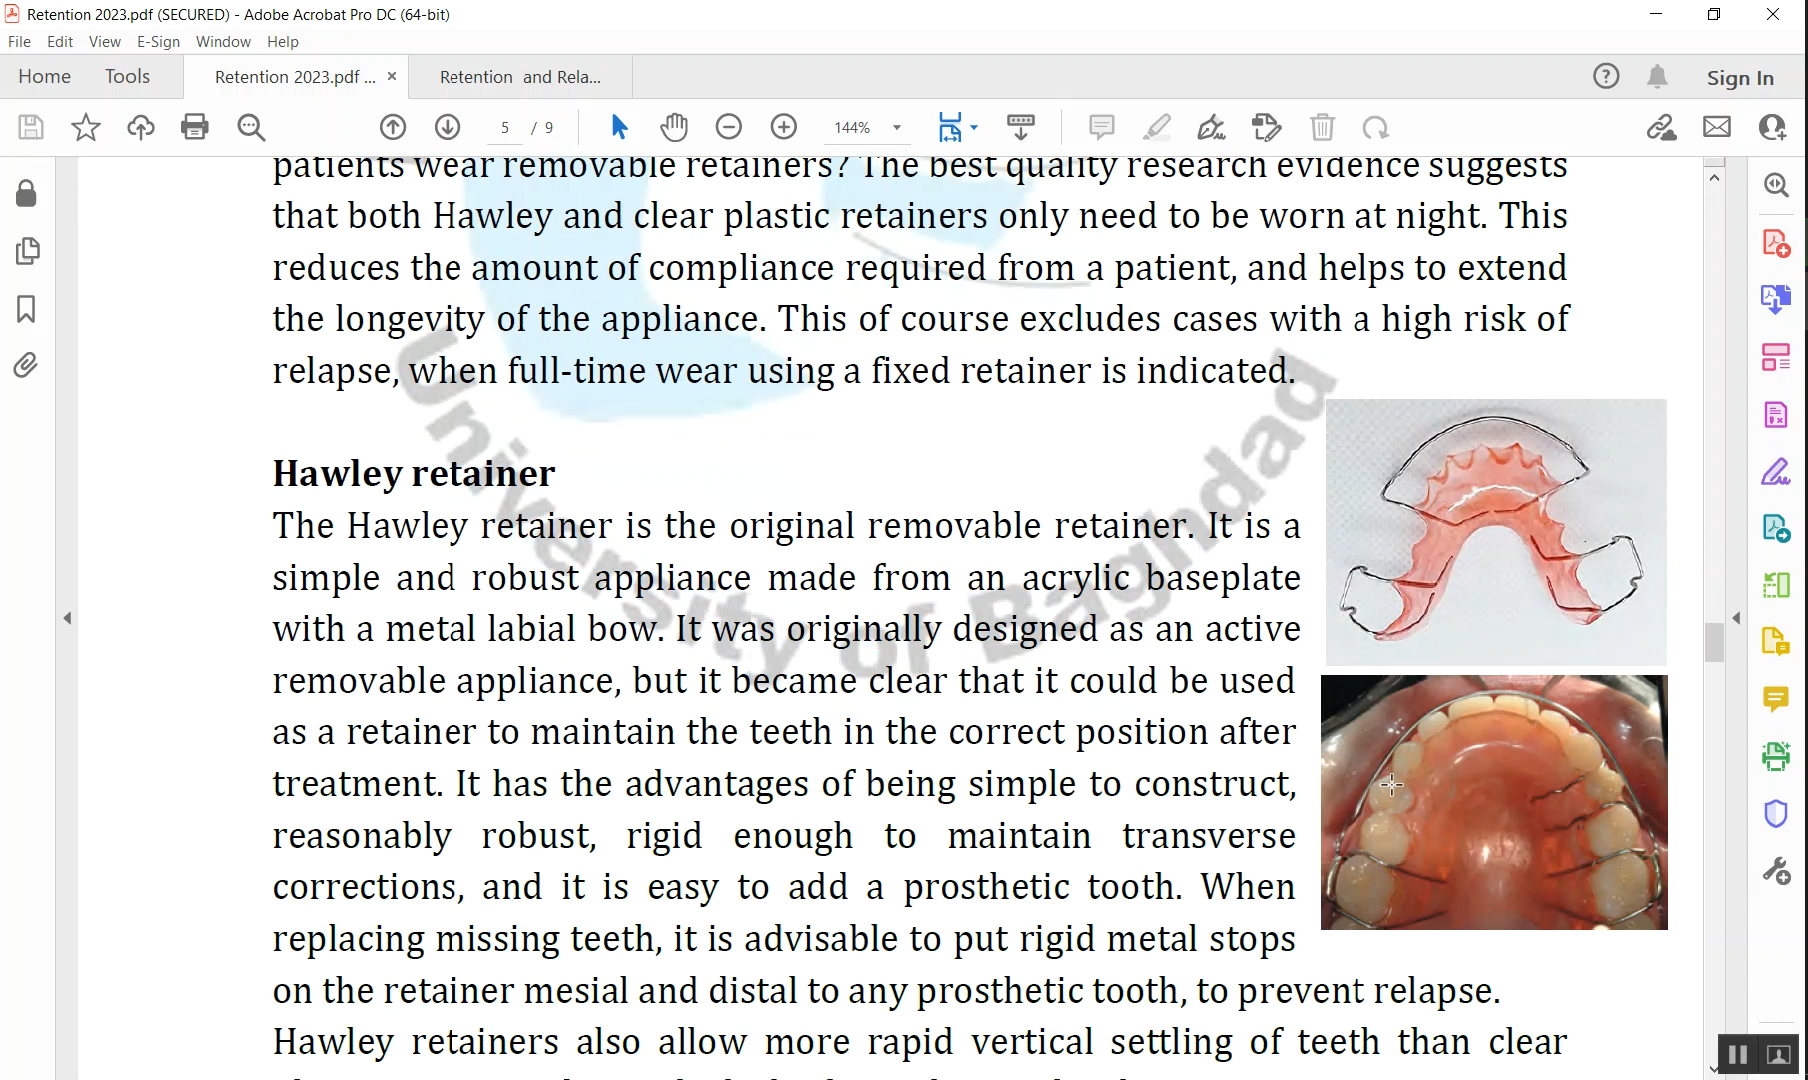 Retention 2023.pdf (SECURED) - Adobe Acrobat Pro DC (64-bit)
File Edit View E-Sign Window Help
Home Tools Retention 2023.pdf ... × Retention and Rela... Sign In
5 / 9 144%
patients wear removable retainers? The best quality research evidence suggests
that both Hawley and clear plastic retainers only need to be worn at night. This
reduces the amount of compliance required from a patient, and helps to extend
the longevity of the appliance. This of course excludes cases with a high risk of
relapse, when full-time wear using a fixed retainer is indicated.
Hawley retainer
The Hawley retainer is the original removable retainer. It is a
simple and robust appliance made from an acrylic baseplate
with a metal labial bow. It was originally designed as an active
removable appliance, but it became clear that it could be used
as a retainer to maintain the teeth in the correct position after
treatment. It has the advantages of being simple to construct,
reasonably robust, rigid enough to maintain transverse
corrections, and it is easy to add a prosthetic tooth. When
replacing missing teeth, it is advisable to put rigid metal stops
on the retainer mesial and distal to any prosthetic tooth, to prevent relapse.
Hawley retainers also allow more rapid vertical settling of teeth than clear
University of Baghdad